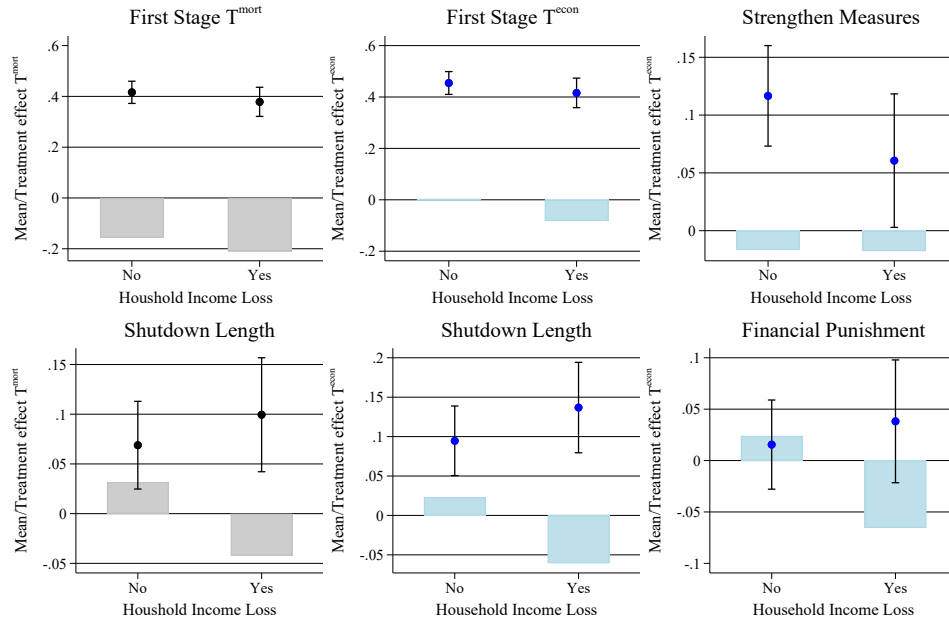 First Stage T^mort
Mean/Treatment effect T^mort
.6
.4
.2
0
-.2
No Yes
Houshold Income Loss
First Stage T^econ
Mean/Treatment effect T^econ
.6
.4
.2
0
-.2
No Yes
Household Income Loss
Strengthen Measures
Mean/Treatment effect T^econ
.15
.1
.05
0
No Yes
Household Income Loss
Shutdown Length
Mean/Treatment effect T^mort
.15
.1
.05
0
-.05
No Yes
Houshold Income Loss
Shutdown Length
Mean/Treatment effect T^econ
.2
.15
.1
.05
0
-.05
No Yes
Houshold Income Loss
Financial Punishment
Mean/Treatment effect T^econ
.1
.05
0
-.05
-.1
No Yes
Houshold Income Loss